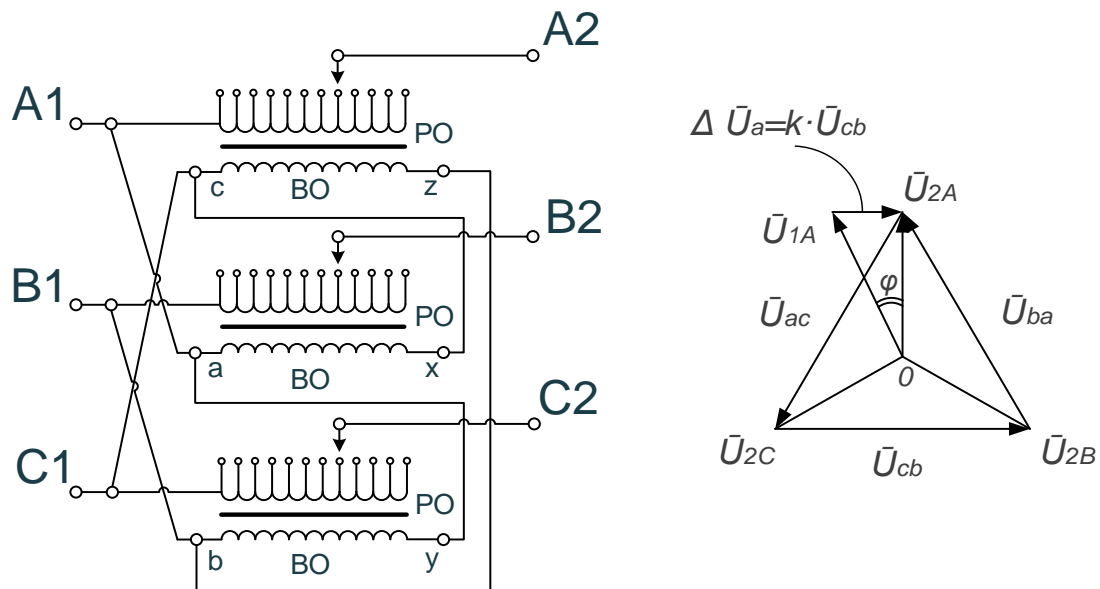 A2
A1
PO
c
BO
z
B2
B1
PO
a
BO
x
C2
C1
PO
b
BO
y
Δ Ūa=k·Ūcb
Ū2A
Ū1A
φ
Ūac
Ūba
0
Ū2C
Ūcb
Ū2B